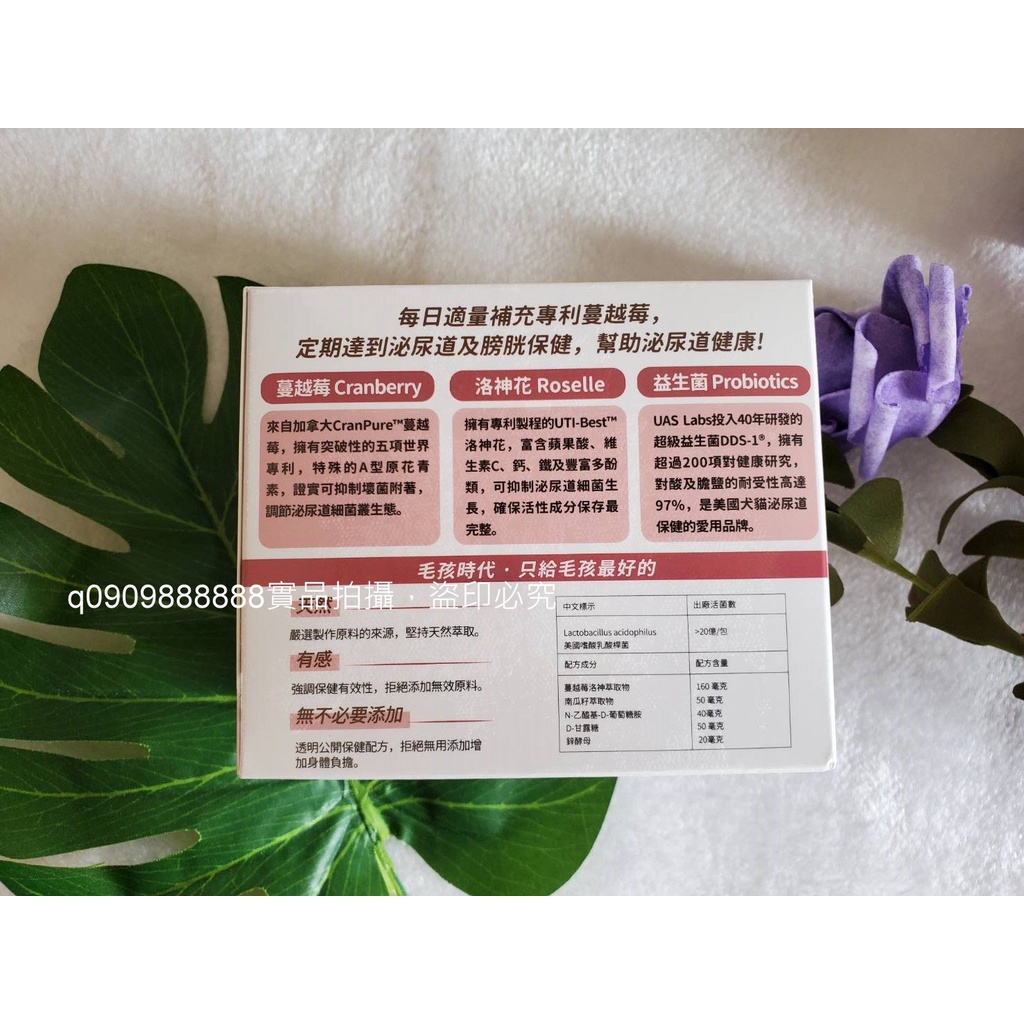 每日適量補充專利蔓越莓，
定期達到泌尿道及膀胱保健，幫助泌尿道健康!
蔓越莓 Cranberry
來自加拿大CranPure™蔓越
莓，擁有突破性的五項世界
專利，特殊的A型原花青
素，證實可抑制壞菌附著，
調節泌尿道細菌叢生態。
洛神花 Roselle
擁有專利製程的UTI-Best™
洛神花，富含蘋果酸、維
生素C、鈣、鐵及豐富多酚
類，可抑制泌尿道細菌生
長，確保活性成分保存最
完整。
益生菌 Probiotics
UAS Labs投入40年研發的
超級益生菌DDS-1®，擁有
超過200項對健康研究，
對酸及膽鹽的耐受性高達
97%，是美國犬貓泌尿道
保健的愛用品牌。
毛孩時代．只給毛孩最好的
q0909888888實品拍攝．盜印必究
天然
嚴選製作原料的來源，堅持天然萃取。
有感
強調保健有效性，拒絕添加無效原料。
無不必要添加
透明公開保健配方，拒絕無用添加增
加身體負擔。
中文標示 出廠活菌數
Lactobacillus acidophilus >20億/包
美國嗜酸乳酸桿菌
配方成分 配方含量
蔓越莓洛神萃取物 160 毫克
南瓜籽萃取物 50 毫克
N-乙醯基-D-葡萄糖胺 40毫克
D-甘露糖 50 毫克
鋅酵母 20毫克